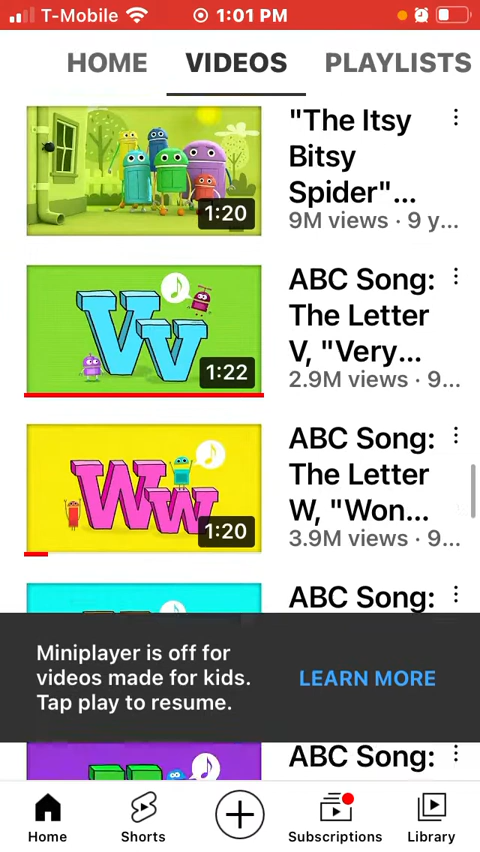 T-Mobile 1:01 PM
HOME VIDEOS PLAYLISTS
"The Itsy
Bitsy
Spider"...
1:20
9M views · 9 y...
ABC Song:
The Letter
V, "Very...
Vv
1:22
2.9M views · 9...
ABC Song:
The Letter
W, "Won...
Ww
1:20
3.9M views · 9...
ABC Song:
Miniplayer is off for
videos made for kids.
Tap play to resume.
LEARN MORE
ABC Song:
Home Shorts Subscriptions Library